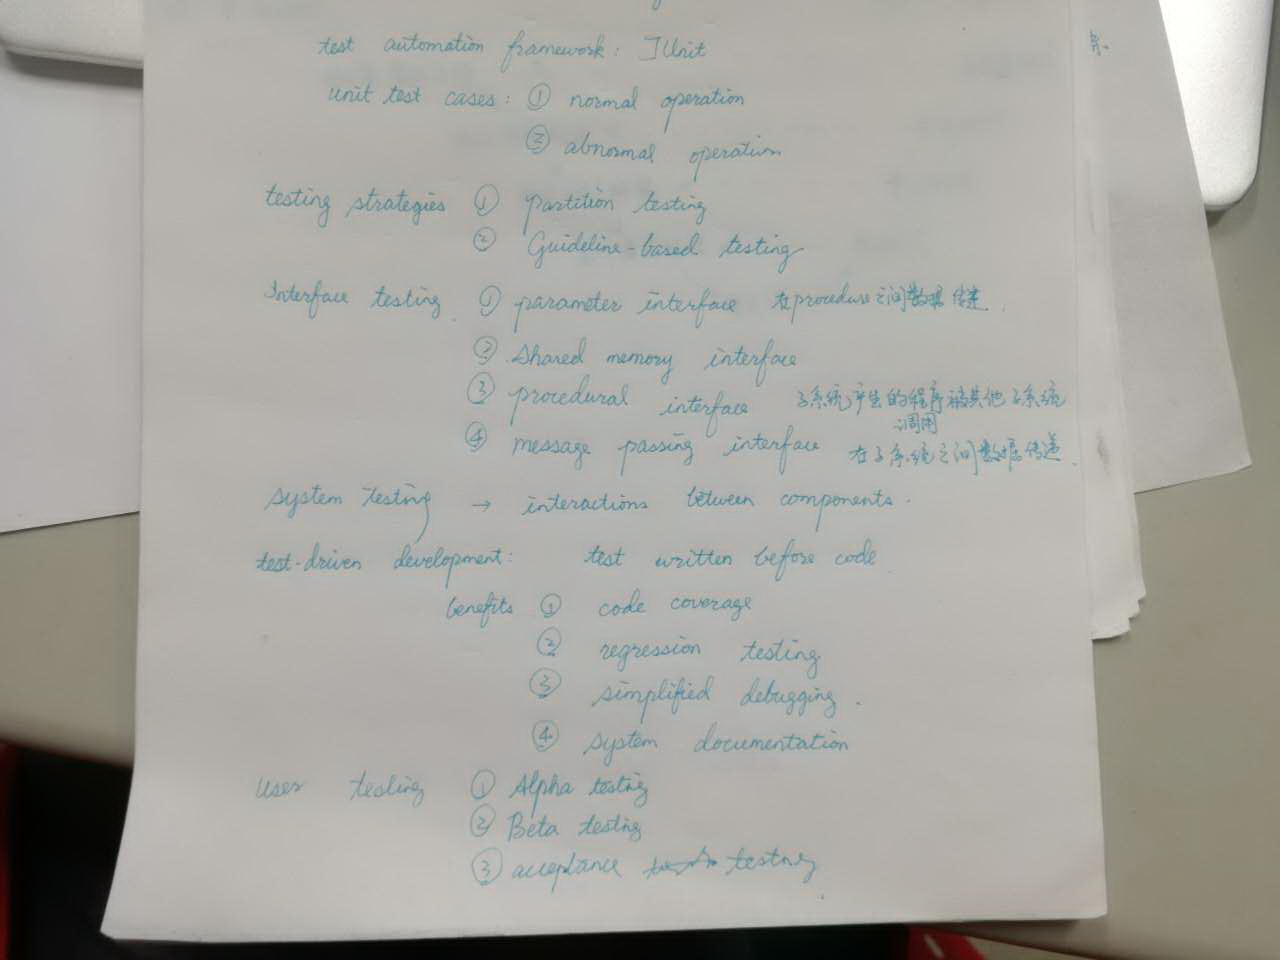 test automation framework: JUnit
unit test cases: ① normal operation
② abnormal operation
testing strategies ① partition testing
② Guideline-based testing
Interface testing. ① parameter interface 在procedure之间数据传递.
② shared memory interface
③ procedural interface 子系统产生的程序被其他子系统
调用
④ message passing interface 在子系统之间数据传递.
system testing → interactions between components.
test-driven development: test written before code
benefits ① code coverage
② regression testing
③ simplified debugging.
④ system documentation
User testing ① Alpha testing
② Beta testing
③ acceptance testing